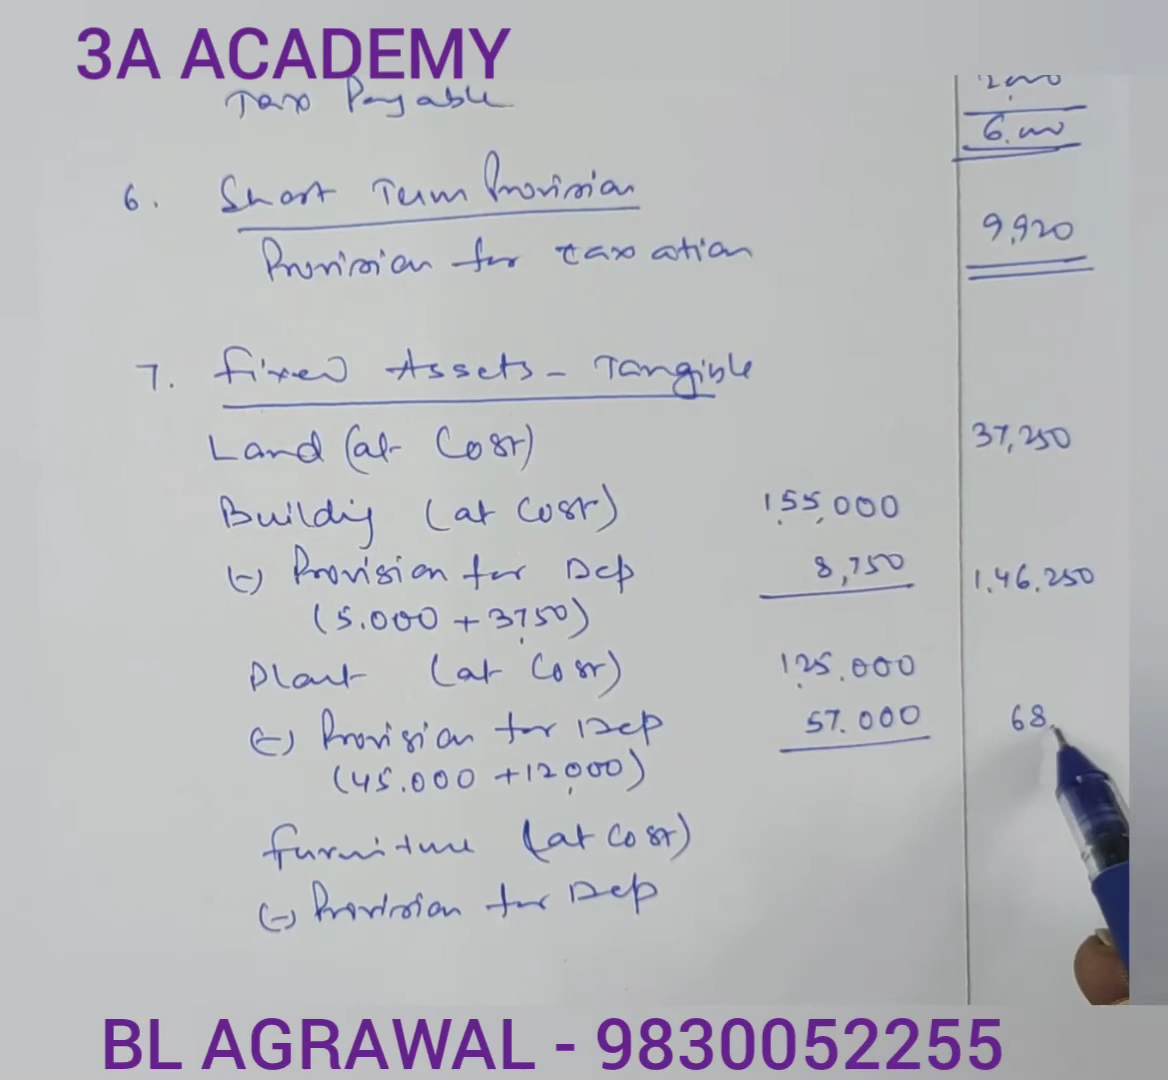 3A ACADEMY
Tax Payable
6,000
6. Short Term Provision
Provision for taxation 9,920
7. Fixed Assets - Tangible
Land (at Cost) 37,250
Building (at cost) 1,55,000
(-) Provision for Dep 8,750 1,46,250
(5,000 + 3750)
Plant (at Cost) 1,25,000
(-) Provision for Dep 57,000 68,
(45,000 + 12,000)
Furniture (at cost)
(-) Provision for Dep
BL AGRAWAL - 9830052255